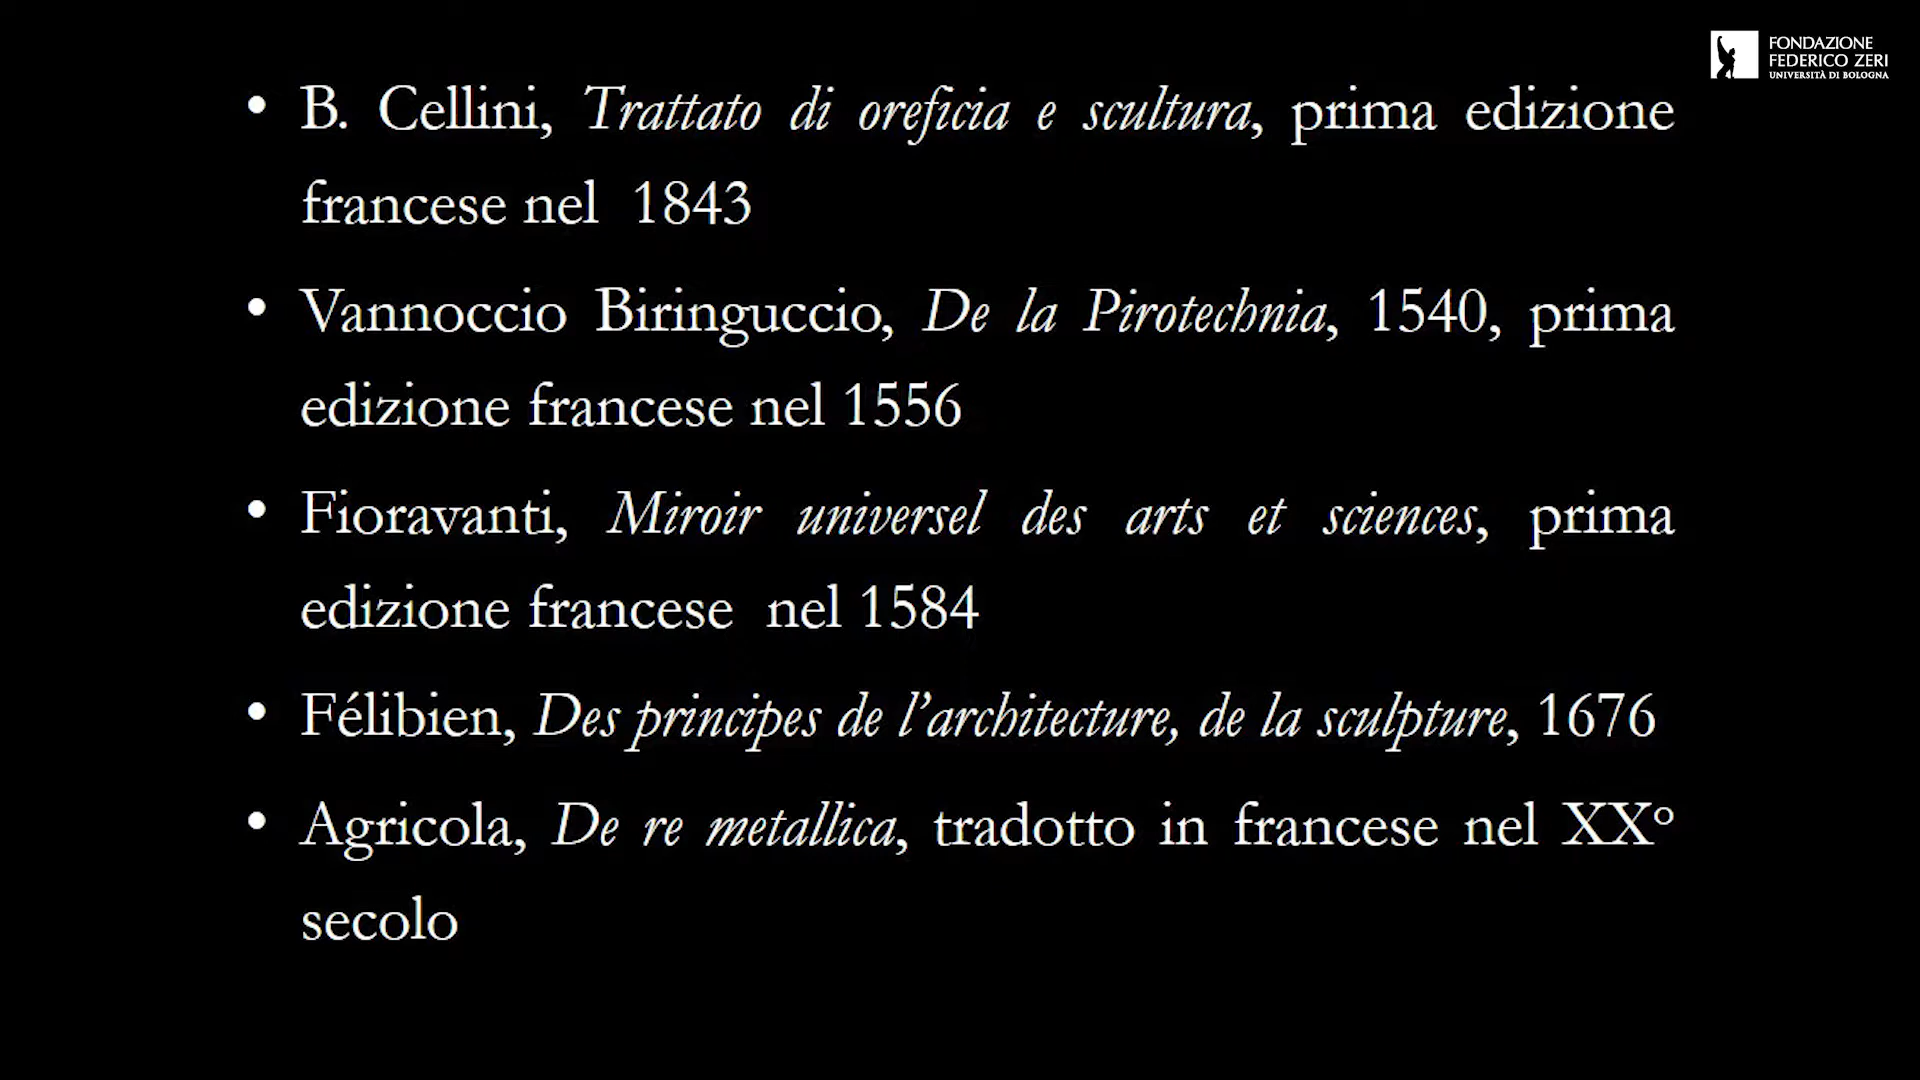 FONDAZIONE
FEDERICO ZERI
UNIVERSITÀ DI BOLOGNA
• B. Cellini, Trattato di oreficia e scultura, prima edizione
francese nel 1843
• Vannoccio Biringuccio, De la Pirotechnia, 1540, prima
edizione francese nel 1556
• Fioravanti, Miroir universel des arts et sciences, prima
edizione francese nel 1584
• Félibien, Des principes de l’architecture, de la sculpture, 1676
• Agricola, De re metallica, tradotto in francese nel XXº
secolo